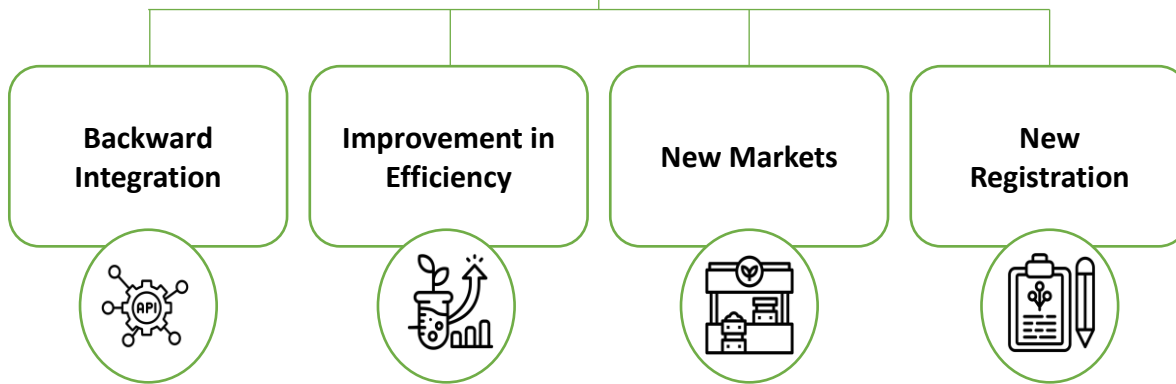 Backward
Integration
Improvement in
Efficiency
New Markets
New
Registration
API